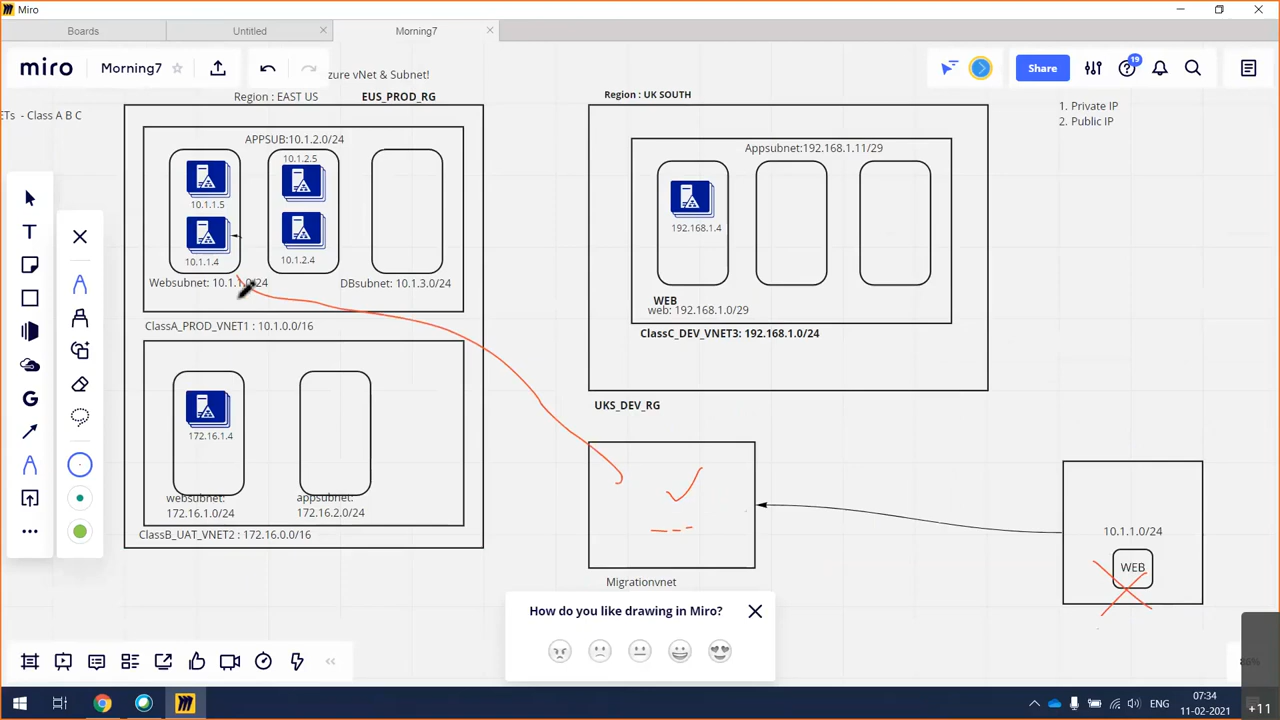 Miro
Boards
Untitled
Morning7
miro
Morning7
zure vNet & Subnet!
19
Share
Region : EAST US
EUS_PROD_RG
Region : UK SOUTH
ETs - Class A B C
1. Private IP
2. Public IP
APPSUB:10.1.2.0/24
10.1.2.5
10.1.1.5
10.1.1.4
10.1.2.4
Websubnet: 10.1.1.0/24
DBsubnet: 10.1.3.0/24
ClassA_PROD_VNET1 : 10.1.0.0/16
172.16.1.4
websubnet:
172.16.1.0/24
appsubnet:
172.16.2.0/24
ClassB_UAT_VNET2 : 172.16.0.0/16
Appsubnet:192.168.1.11/29
192.168.1.4
WEB
web: 192.168.1.0/29
ClassC_DEV_VNET3: 192.168.1.0/24
UKS_DEV_RG
Migrationvnet
10.1.1.0/24
WEB
How do you like drawing in Miro?
ENG
07:34
11-02-2021
+11